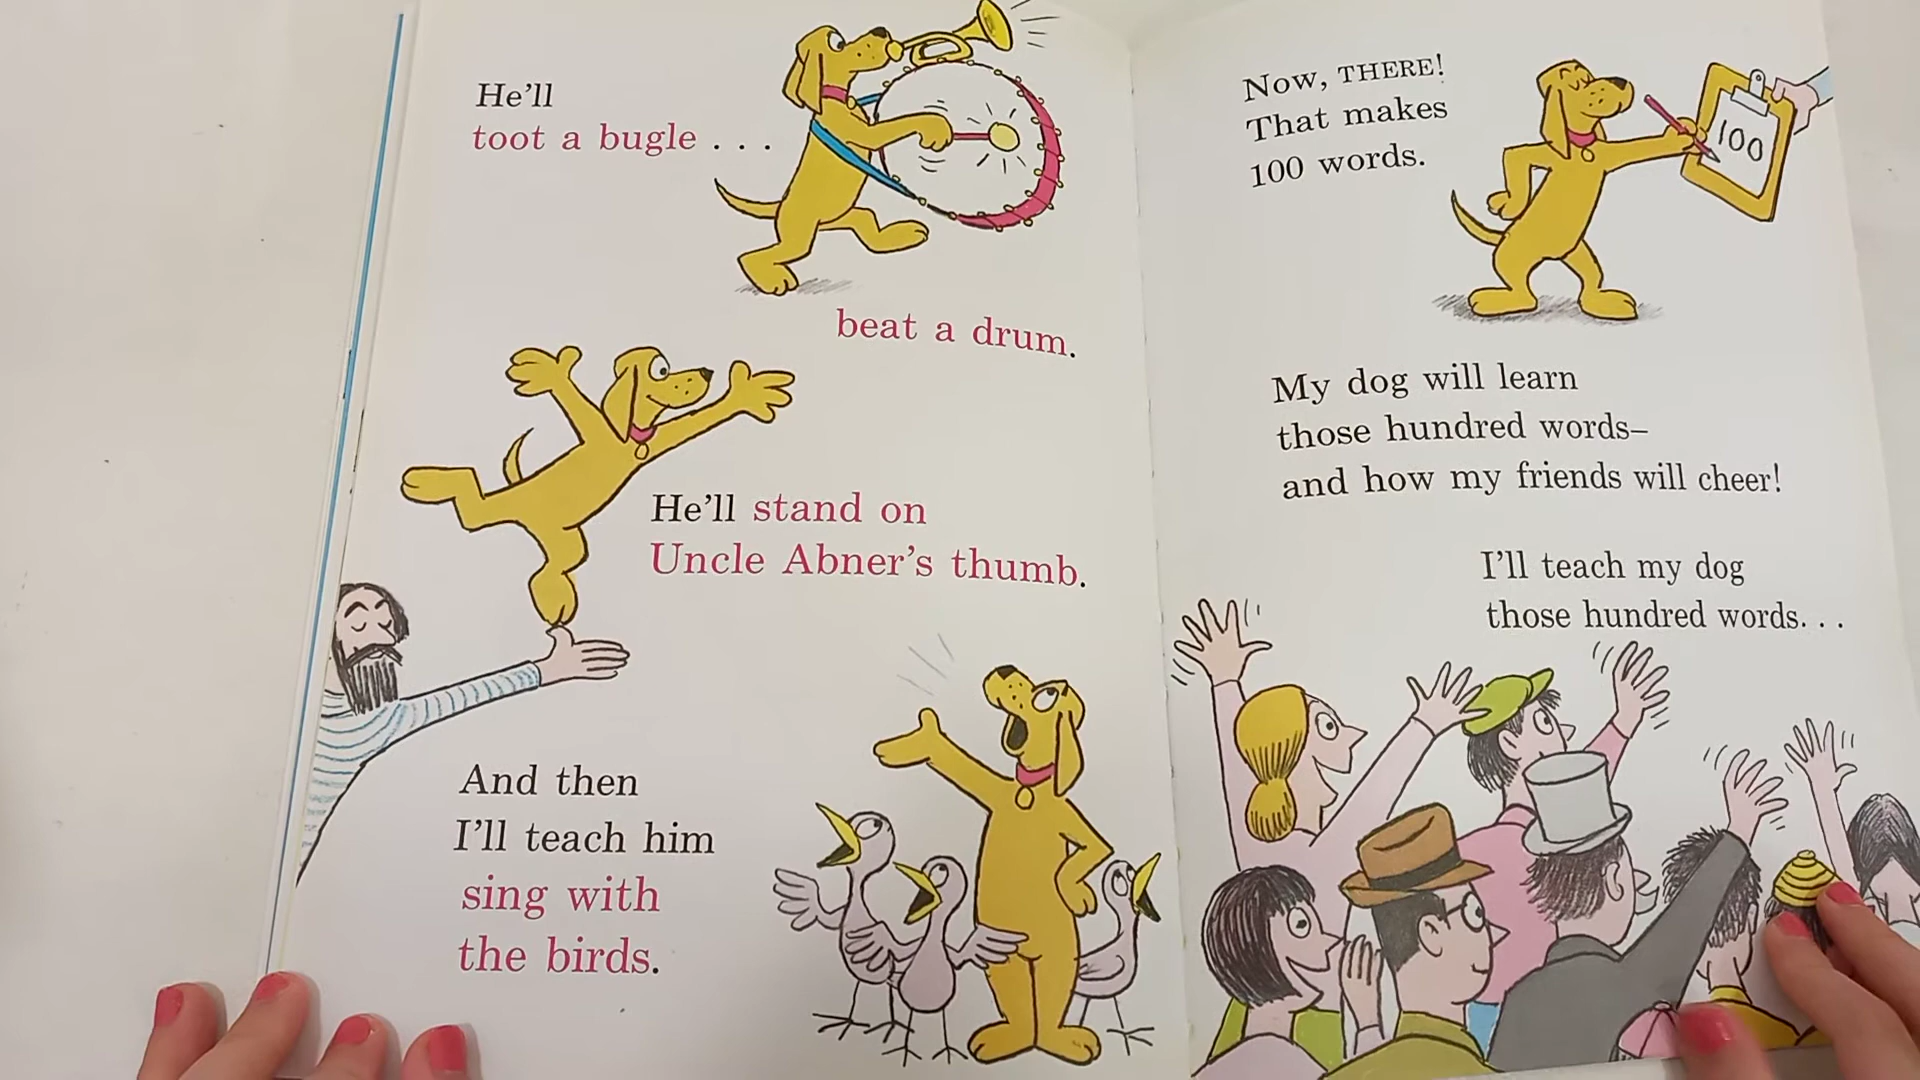 He'll
toot a bugle . . .
beat a drum.
He'll stand on
Uncle Abner's thumb.
And then
I'll teach him
sing with
the birds.
Now, THERE!
That makes
100 words.
100
My dog will learn
those hundred words–
and how my friends will cheer!
I'll teach my dog
those hundred words. . .